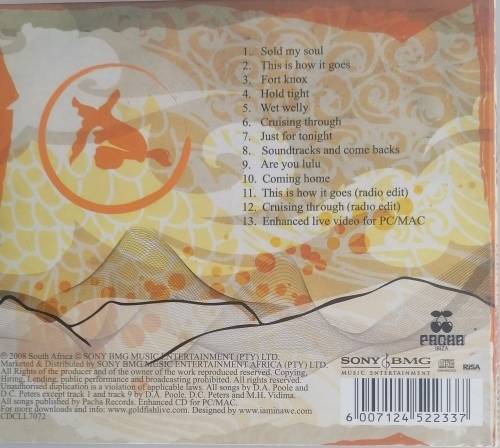 1. Sold my soul
2. This is how it goes
3. Fort knox
4. Hold tight
5. Wet welly
6. Cruising through
7. Just for tonight
8. Soundtracks and come backs
9. Are you lulu
10. Coming home
11. This is how it goes (radio edit)
12. Cruising through (radio edit)
13. Enhanced live video for PC/MAC
PACHA
IBIZA
© 2008 South Africa © SONY BMG MUSIC ENTERTAINMENT (PTY) LTD.
Marketed & Distributed by SONY BMG MUSIC ENTERTAINMENT AFRICA (PTY) LTD.
All Rights of the producer and of the owner of the work reproduced reserved. Copying,
Hiring, Lending, public performance and broadcasting prohibited. All rights reserved.
Unauthorised duplication is a violation of applicable laws. All songs by D.A. Poole and
D.C. Peters except track 1 and track 9 by D.A. Poole, D.C. Peters and M.H. Vidima.
All songs published by Pacha Records. Enhanced CD for PC/MAC.
For more downloads and info: www.goldfishlive.com. Designed by www.iaminawe.com
CDCLL7072
SONY BMG
MUSIC ENTERTAINMENT
RISA
6 007124 522337